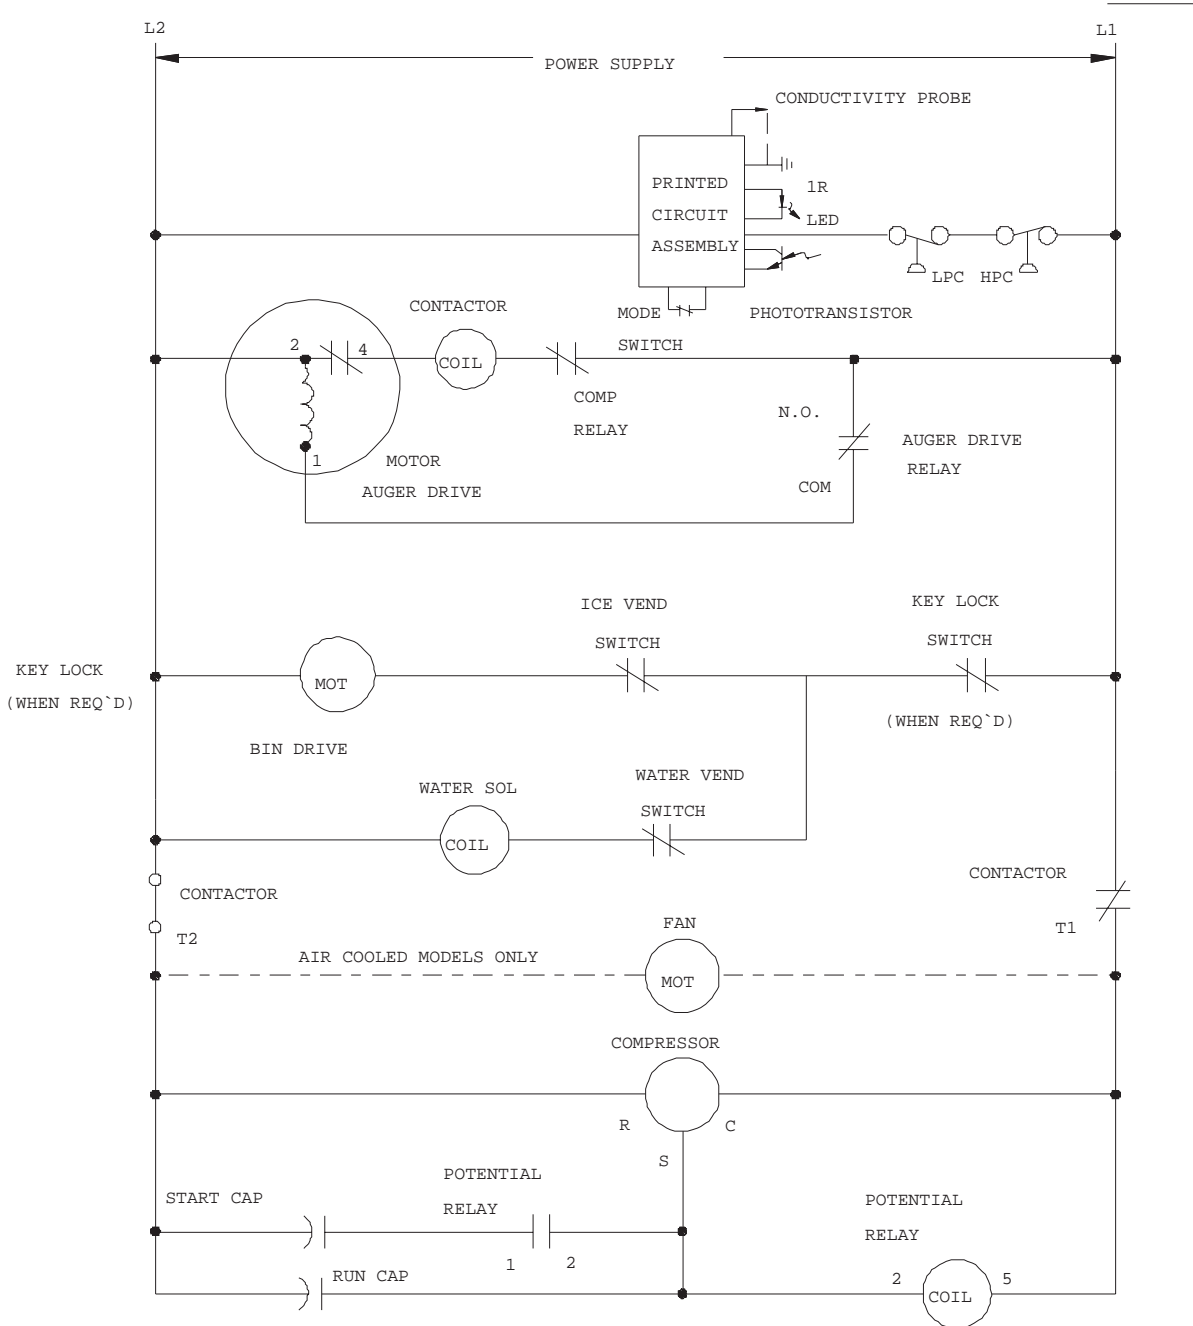 L2
L1
POWER SUPPLY
CONDUCTIVITY PROBE
PRINTED
1R
CIRCUIT
LED
ASSEMBLY
LPC HPC
CONTACTOR
MODE
PHOTOTRANSISTOR
2
4
COIL
SWITCH
COMP
N.O.
RELAY
AUGER DRIVE
1
MOTOR
RELAY
AUGER DRIVE
COM
ICE VEND
KEY LOCK
SWITCH
SWITCH
KEY LOCK
MOT
(WHEN REQ`D)
(WHEN REQ`D)
BIN DRIVE
WATER VEND
WATER SOL
SWITCH
COIL
CONTACTOR
CONTACTOR
FAN
T1
T2
AIR COOLED MODELS ONLY
MOT
COMPRESSOR
R
C
S
POTENTIAL
START CAP
POTENTIAL
RELAY
RELAY
1
2
RUN CAP
2
5
COIL